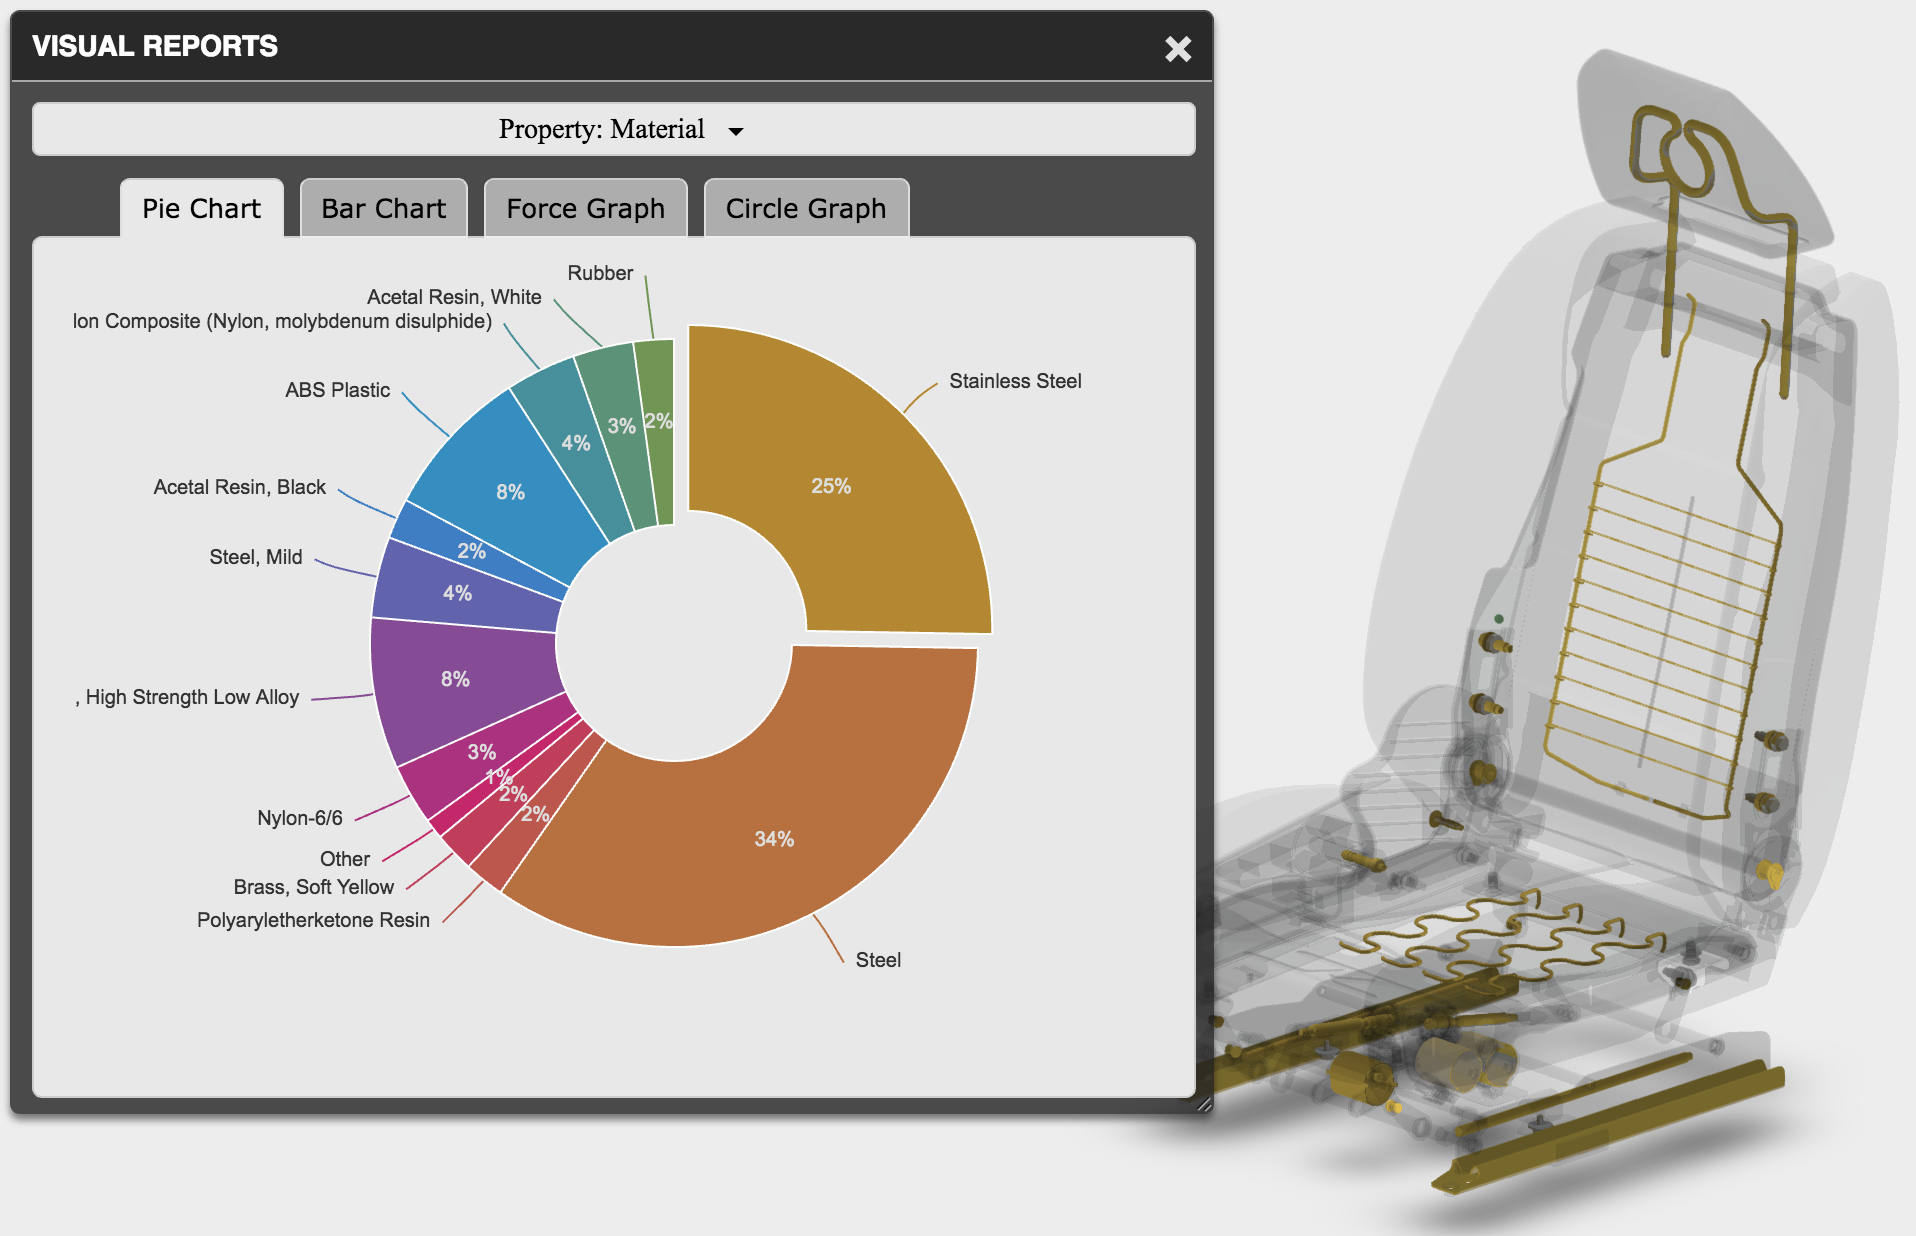 VISUAL REPORTS
Property: Material
Pie Chart
Bar Chart
Force Graph
Circle Graph
Rubber
Acetal Resin, White
lon Composite (Nylon, molybdenum disulphide)
ABS Plastic
Stainless Steel
2%
3%
4%
25%
8%
Acetal Resin, Black
2%
Steel, Mild
4%
8%
, High Strength Low Alloy
3%
1%
2%
2%
Nylon-6/6
34%
Other
Brass, Soft Yellow
Polyaryletherketone Resin
Steel